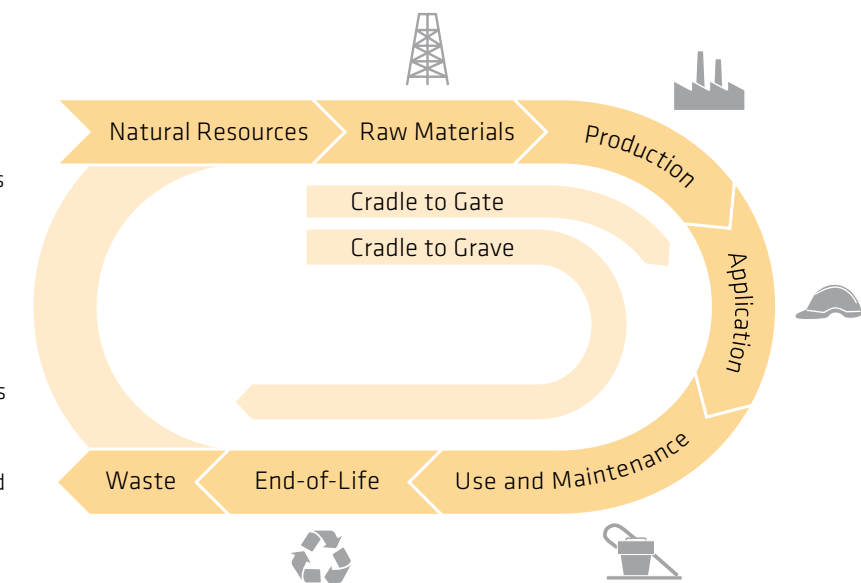 Natural Resources
Raw Materials
Production
s
Cradle to Gate
Cradle to Grave
Application
s
Use and Maintenance
End-of-Life
Waste
d